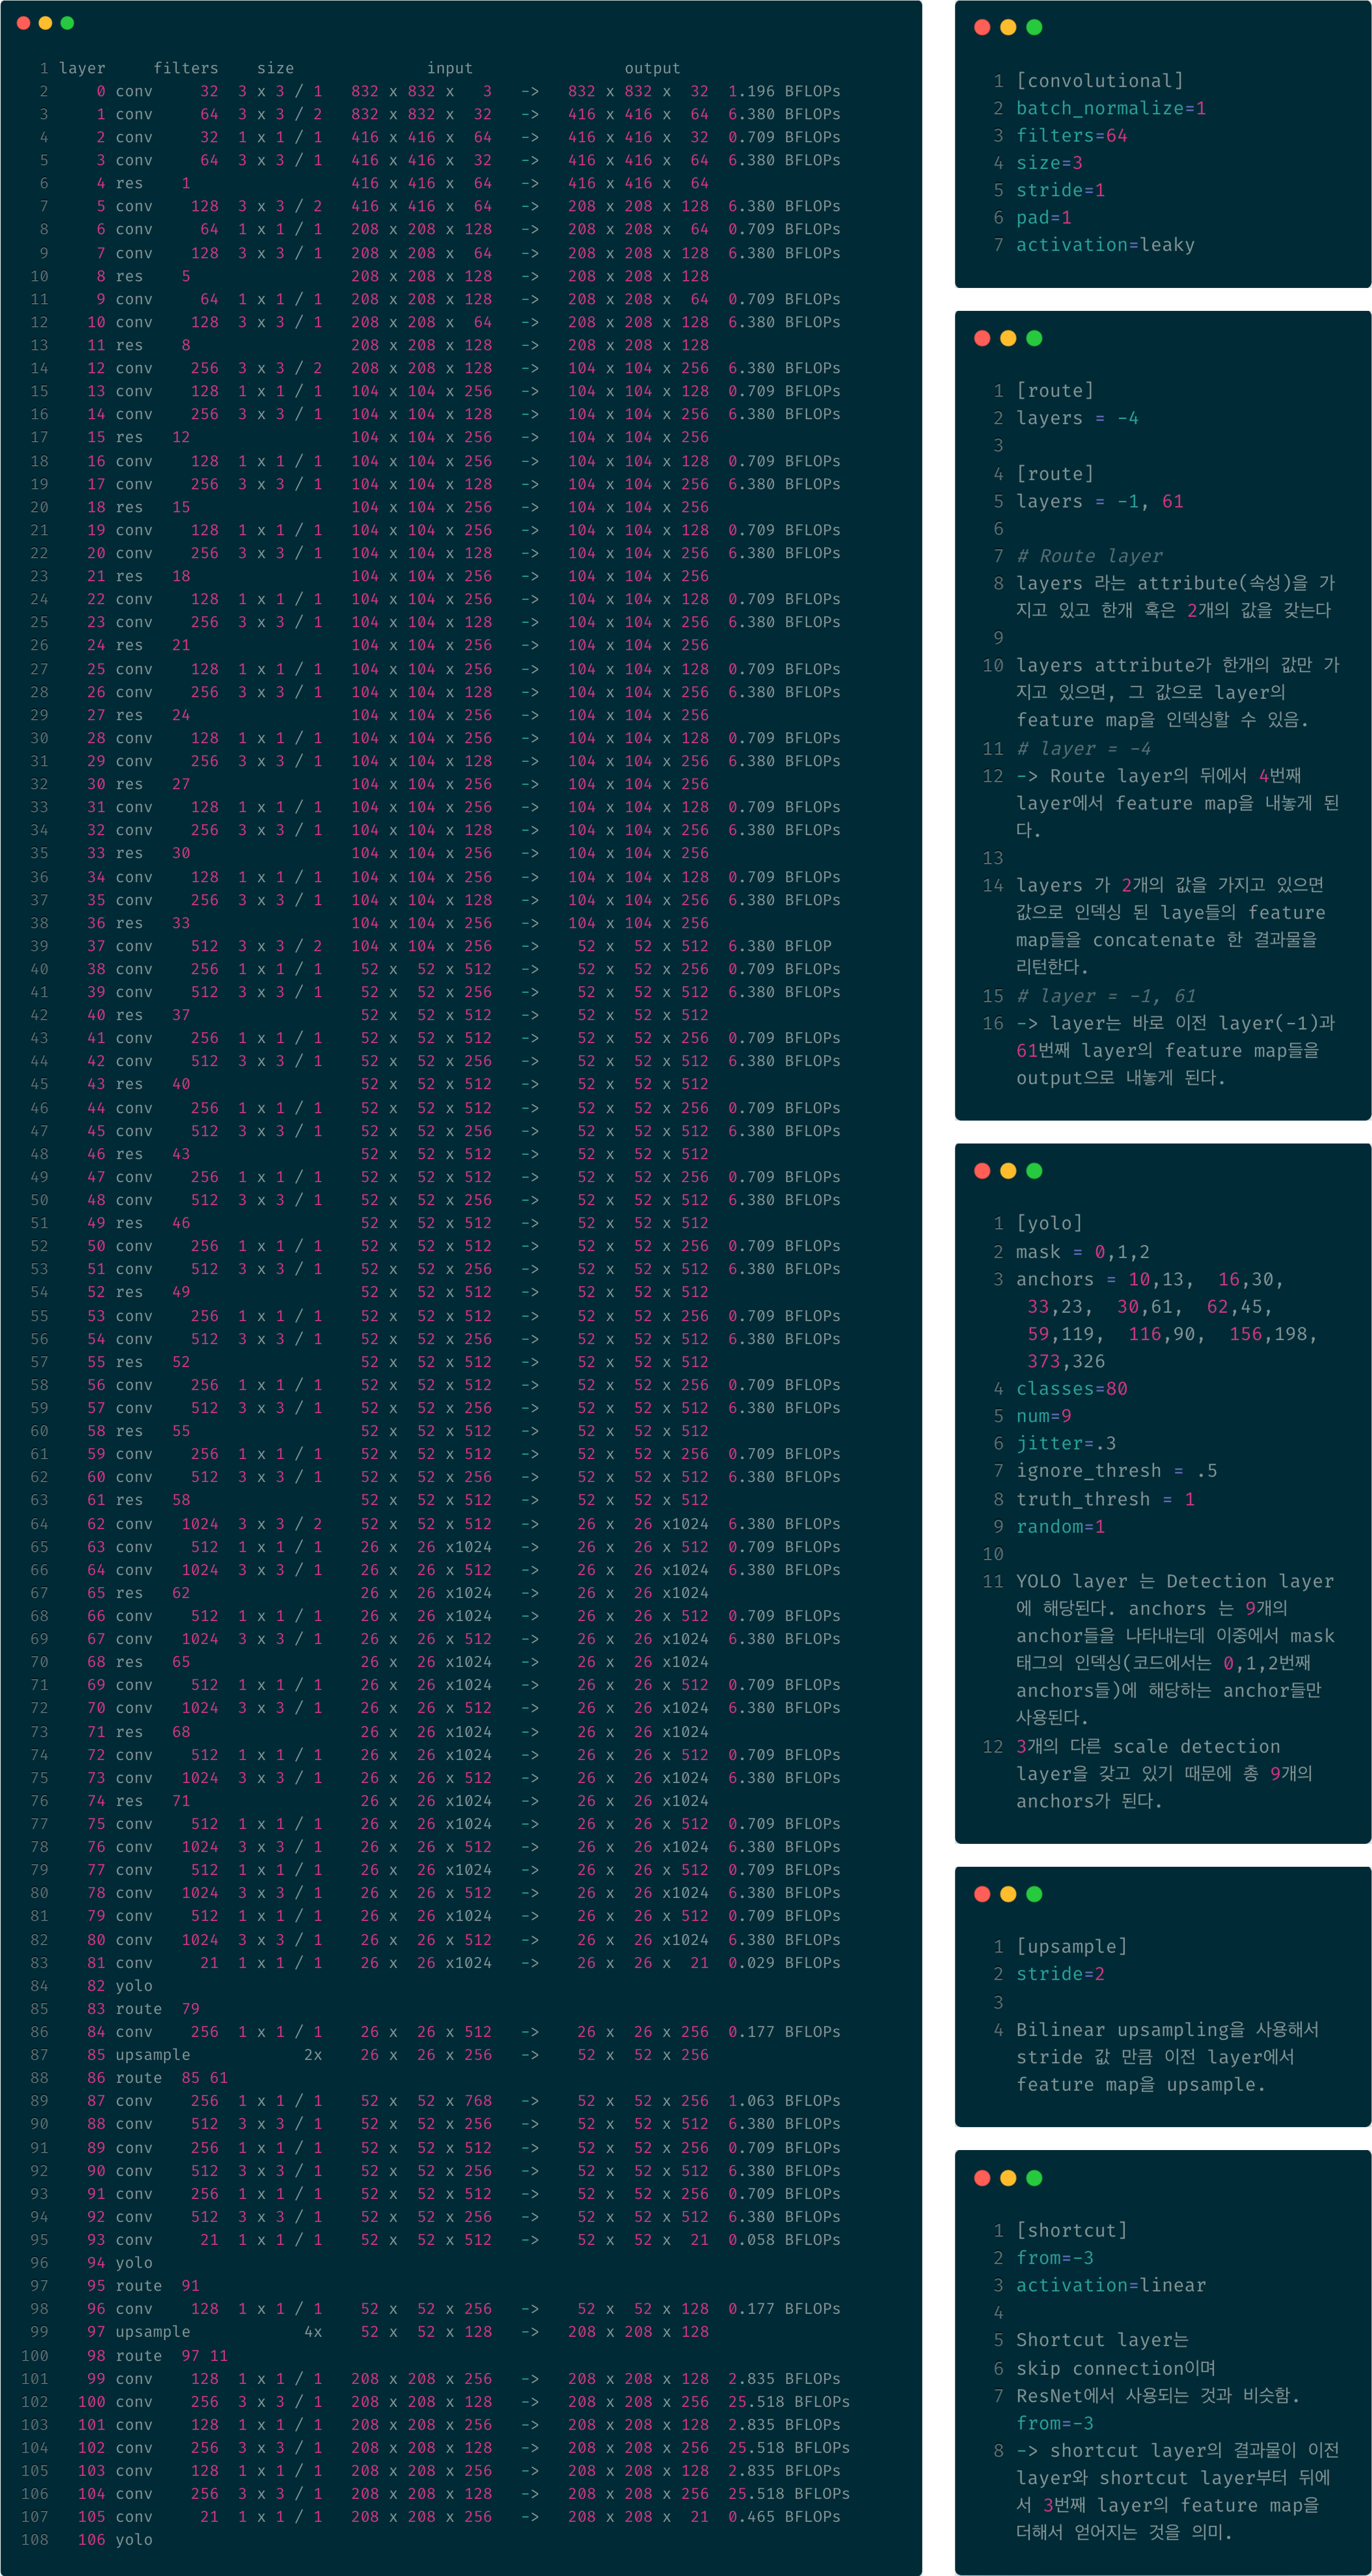 1 layer filters size input output
2 0 conv 32 3 x 3 / 1 832 x 832 x 3 -> 832 x 832 x 32 1.196 BFLOPs
3 1 conv 64 3 x 3 / 2 832 x 832 x 32 -> 416 x 416 x 64 6.380 BFLOPs
4 2 conv 32 1 x 1 / 1 416 x 416 x 64 -> 416 x 416 x 32 0.709 BFLOPs
5 3 conv 64 3 x 3 / 1 416 x 416 x 32 -> 416 x 416 x 64 6.380 BFLOPs
6 4 res 1 416 x 416 x 64 -> 416 x 416 x 64
7 5 conv 128 3 x 3 / 2 416 x 416 x 64 -> 208 x 208 x 128 6.380 BFLOPs
8 6 conv 64 1 x 1 / 1 208 x 208 x 128 -> 208 x 208 x 64 0.709 BFLOPs
9 7 conv 128 3 x 3 / 1 208 x 208 x 64 -> 208 x 208 x 128 6.380 BFLOPs
10 8 res 5 208 x 208 x 128 -> 208 x 208 x 128
11 9 conv 64 1 x 1 / 1 208 x 208 x 128 -> 208 x 208 x 64 0.709 BFLOPs
12 10 conv 128 3 x 3 / 1 208 x 208 x 64 -> 208 x 208 x 128 6.380 BFLOPs
13 11 res 8 208 x 208 x 128 -> 208 x 208 x 128
14 12 conv 256 3 x 3 / 2 208 x 208 x 128 -> 104 x 104 x 256 6.380 BFLOPs
15 13 conv 128 1 x 1 / 1 104 x 104 x 256 -> 104 x 104 x 128 0.709 BFLOPs
16 14 conv 256 3 x 3 / 1 104 x 104 x 128 -> 104 x 104 x 256 6.380 BFLOPs
17 15 res 12 104 x 104 x 256 -> 104 x 104 x 256
18 16 conv 128 1 x 1 / 1 104 x 104 x 256 -> 104 x 104 x 128 0.709 BFLOPs
19 17 conv 256 3 x 3 / 1 104 x 104 x 128 -> 104 x 104 x 256 6.380 BFLOPs
20 18 res 15 104 x 104 x 256 -> 104 x 104 x 256
21 19 conv 128 1 x 1 / 1 104 x 104 x 256 -> 104 x 104 x 128 0.709 BFLOPs
22 20 conv 256 3 x 3 / 1 104 x 104 x 128 -> 104 x 104 x 256 6.380 BFLOPs
23 21 res 18 104 x 104 x 256 -> 104 x 104 x 256
24 22 conv 128 1 x 1 / 1 104 x 104 x 256 -> 104 x 104 x 128 0.709 BFLOPs
25 23 conv 256 3 x 3 / 1 104 x 104 x 128 -> 104 x 104 x 256 6.380 BFLOPs
26 24 res 21 104 x 104 x 256 -> 104 x 104 x 256
27 25 conv 128 1 x 1 / 1 104 x 104 x 256 -> 104 x 104 x 128 0.709 BFLOPs
28 26 conv 256 3 x 3 / 1 104 x 104 x 128 -> 104 x 104 x 256 6.380 BFLOPs
29 27 res 24 104 x 104 x 256 -> 104 x 104 x 256
30 28 conv 128 1 x 1 / 1 104 x 104 x 256 -> 104 x 104 x 128 0.709 BFLOPs
31 29 conv 256 3 x 3 / 1 104 x 104 x 128 -> 104 x 104 x 256 6.380 BFLOPs
32 30 res 27 104 x 104 x 256 -> 104 x 104 x 256
33 31 conv 128 1 x 1 / 1 104 x 104 x 256 -> 104 x 104 x 128 0.709 BFLOPs
34 32 conv 256 3 x 3 / 1 104 x 104 x 128 -> 104 x 104 x 256 6.380 BFLOPs
35 33 res 30 104 x 104 x 256 -> 104 x 104 x 256
36 34 conv 128 1 x 1 / 1 104 x 104 x 256 -> 104 x 104 x 128 0.709 BFLOPs
37 35 conv 256 3 x 3 / 1 104 x 104 x 128 -> 104 x 104 x 256 6.380 BFLOPs
38 36 res 33 104 x 104 x 256 -> 104 x 104 x 256
39 37 conv 512 3 x 3 / 2 104 x 104 x 256 -> 52 x 52 x 512 6.380 BFLOP
40 38 conv 256 1 x 1 / 1 52 x 52 x 512 -> 52 x 52 x 256 0.709 BFLOPs
41 39 conv 512 3 x 3 / 1 52 x 52 x 256 -> 52 x 52 x 512 6.380 BFLOPs
42 40 res 37 52 x 52 x 512 -> 52 x 52 x 512
43 41 conv 256 1 x 1 / 1 52 x 52 x 512 -> 52 x 52 x 256 0.709 BFLOPs
44 42 conv 512 3 x 3 / 1 52 x 52 x 256 -> 52 x 52 x 512 6.380 BFLOPs
45 43 res 40 52 x 52 x 512 -> 52 x 52 x 512
46 44 conv 256 1 x 1 / 1 52 x 52 x 512 -> 52 x 52 x 256 0.709 BFLOPs
47 45 conv 512 3 x 3 / 1 52 x 52 x 256 -> 52 x 52 x 512 6.380 BFLOPs
48 46 res 43 52 x 52 x 512 -> 52 x 52 x 512
49 47 conv 256 1 x 1 / 1 52 x 52 x 512 -> 52 x 52 x 256 0.709 BFLOPs
50 48 conv 512 3 x 3 / 1 52 x 52 x 256 -> 52 x 52 x 512 6.380 BFLOPs
51 49 res 46 52 x 52 x 512 -> 52 x 52 x 512
52 50 conv 256 1 x 1 / 1 52 x 52 x 512 -> 52 x 52 x 256 0.709 BFLOPs
53 51 conv 512 3 x 3 / 1 52 x 52 x 256 -> 52 x 52 x 512 6.380 BFLOPs
54 52 res 49 52 x 52 x 512 -> 52 x 52 x 512
55 53 conv 256 1 x 1 / 1 52 x 52 x 512 -> 52 x 52 x 256 0.709 BFLOPs
56 54 conv 512 3 x 3 / 1 52 x 52 x 256 -> 52 x 52 x 512 6.380 BFLOPs
57 55 res 52 52 x 52 x 512 -> 52 x 52 x 512
58 56 conv 256 1 x 1 / 1 52 x 52 x 512 -> 52 x 52 x 256 0.709 BFLOPs
59 57 conv 512 3 x 3 / 1 52 x 52 x 256 -> 52 x 52 x 512 6.380 BFLOPs
60 58 res 55 52 x 52 x 512 -> 52 x 52 x 512
61 59 conv 256 1 x 1 / 1 52 x 52 x 512 -> 52 x 52 x 256 0.709 BFLOPs
62 60 conv 512 3 x 3 / 1 52 x 52 x 256 -> 52 x 52 x 512 6.380 BFLOPs
63 61 res 58 52 x 52 x 512 -> 52 x 52 x 512
64 62 conv 1024 3 x 3 / 2 52 x 52 x 512 -> 26 x 26 x1024 6.380 BFLOPs
65 63 conv 512 1 x 1 / 1 26 x 26 x1024 -> 26 x 26 x 512 0.709 BFLOPs
66 64 conv 1024 3 x 3 / 1 26 x 26 x 512 -> 26 x 26 x1024 6.380 BFLOPs
67 65 res 62 26 x 26 x1024 -> 26 x 26 x1024
68 66 conv 512 1 x 1 / 1 26 x 26 x1024 -> 26 x 26 x 512 0.709 BFLOPs
69 67 conv 1024 3 x 3 / 1 26 x 26 x 512 -> 26 x 26 x1024 6.380 BFLOPs
70 68 res 65 26 x 26 x1024 -> 26 x 26 x1024
71 69 conv 512 1 x 1 / 1 26 x 26 x1024 -> 26 x 26 x 512 0.709 BFLOPs
72 70 conv 1024 3 x 3 / 1 26 x 26 x 512 -> 26 x 26 x1024 6.380 BFLOPs
73 71 res 68 26 x 26 x1024 -> 26 x 26 x1024
74 72 conv 512 1 x 1 / 1 26 x 26 x1024 -> 26 x 26 x 512 0.709 BFLOPs
75 73 conv 1024 3 x 3 / 1 26 x 26 x 512 -> 26 x 26 x1024 6.380 BFLOPs
76 74 res 71 26 x 26 x1024 -> 26 x 26 x1024
77 75 conv 512 1 x 1 / 1 26 x 26 x1024 -> 26 x 26 x 512 0.709 BFLOPs
78 76 conv 1024 3 x 3 / 1 26 x 26 x 512 -> 26 x 26 x1024 6.380 BFLOPs
79 77 conv 512 1 x 1 / 1 26 x 26 x1024 -> 26 x 26 x 512 0.709 BFLOPs
80 78 conv 1024 3 x 3 / 1 26 x 26 x 512 -> 26 x 26 x1024 6.380 BFLOPs
81 79 conv 512 1 x 1 / 1 26 x 26 x1024 -> 26 x 26 x 512 0.709 BFLOPs
82 80 conv 1024 3 x 3 / 1 26 x 26 x 512 -> 26 x 26 x1024 6.380 BFLOPs
83 81 conv 21 1 x 1 / 1 26 x 26 x1024 -> 26 x 26 x 21 0.029 BFLOPs
84 82 yolo
85 83 route 79
86 84 conv 256 1 x 1 / 1 26 x 26 x 512 -> 26 x 26 x 256 0.177 BFLOPs
87 85 upsample 2x 26 x 26 x 256 -> 52 x 52 x 256
88 86 route 85 61
89 87 conv 256 1 x 1 / 1 52 x 52 x 768 -> 52 x 52 x 256 1.063 BFLOPs
90 88 conv 512 3 x 3 / 1 52 x 52 x 256 -> 52 x 52 x 512 6.380 BFLOPs
91 89 conv 256 1 x 1 / 1 52 x 52 x 512 -> 52 x 52 x 256 0.709 BFLOPs
92 90 conv 512 3 x 3 / 1 52 x 52 x 256 -> 52 x 52 x 512 6.380 BFLOPs
93 91 conv 256 1 x 1 / 1 52 x 52 x 512 -> 52 x 52 x 256 0.709 BFLOPs
94 92 conv 512 3 x 3 / 1 52 x 52 x 256 -> 52 x 52 x 512 6.380 BFLOPs
95 93 conv 21 1 x 1 / 1 52 x 52 x 512 -> 52 x 52 x 21 0.058 BFLOPs
96 94 yolo
97 95 route 91
98 96 conv 128 1 x 1 / 1 52 x 52 x 256 -> 52 x 52 x 128 0.177 BFLOPs
99 97 upsample 4x 52 x 52 x 128 -> 208 x 208 x 128
100 98 route 97 11
101 99 conv 128 1 x 1 / 1 208 x 208 x 256 -> 208 x 208 x 128 2.835 BFLOPs
102 100 conv 256 3 x 3 / 1 208 x 208 x 128 -> 208 x 208 x 256 25.518 BFLOPs
103 101 conv 128 1 x 1 / 1 208 x 208 x 256 -> 208 x 208 x 128 2.835 BFLOPs
104 102 conv 256 3 x 3 / 1 208 x 208 x 128 -> 208 x 208 x 256 25.518 BFLOPs
105 103 conv 128 1 x 1 / 1 208 x 208 x 256 -> 208 x 208 x 128 2.835 BFLOPs
106 104 conv 256 3 x 3 / 1 208 x 208 x 128 -> 208 x 208 x 256 25.518 BFLOPs
107 105 conv 21 1 x 1 / 1 208 x 208 x 256 -> 208 x 208 x 21 0.465 BFLOPs
108 106 yolo
1 [convolutional]
2 batch_normalize=1
3 filters=64
4 size=3
5 stride=1
6 pad=1
7 activation=leaky
1 [route]
2 layers = -4
3
4 [route]
5 layers = -1, 61
6
7 # Route layer
8 layers 라는 attribute(속성)을 가
지고 있고 한개 혹은 2개의 값을 갖는다
9
10 layers attribute가 한개의 값만 가
지고 있으면, 그 값으로 layer의
feature map을 인덱싱할 수 있음.
11 # layer = -4
12 -> Route layer의 뒤에서 4번째
layer에서 feature map을 내놓게 된
다.
13
14 layers 가 2개의 값을 가지고 있으면
값으로 인덱싱 된 laye들의 feature
map들을 concatenate 한 결과물을
리턴한다.
15 # layer = -1, 61
16 -> layer는 바로 이전 layer(-1)과
61번째 layer의 feature map들을
output으로 내놓게 된다.
1 [yolo]
2 mask = 0,1,2
3 anchors = 10,13, 16,30,
33,23, 30,61, 62,45,
59,119, 116,90, 156,198,
373,326
4 classes=80
5 num=9
6 jitter=.3
7 ignore_thresh = .5
8 truth_thresh = 1
9 random=1
10
11 YOLO layer 는 Detection layer
에 해당된다. anchors 는 9개의
anchor들을 나타내는데 이중에서 mask
태그의 인덱싱(코드에서는 0,1,2번째
anchors들)에 해당하는 anchor들만
사용된다.
12 3개의 다른 scale detection
layer을 갖고 있기 때문에 총 9개의
anchors가 된다.
1 [upsample]
2 stride=2
3
4 Bilinear upsampling을 사용해서
stride 값 만큼 이전 layer에서
feature map을 upsample.
1 [shortcut]
2 from=-3
3 activation=linear
4
5 Shortcut layer는
6 skip connection이며
7 ResNet에서 사용되는 것과 비슷함.
from=-3
8 -> shortcut layer의 결과물이 이전
layer와 shortcut layer부터 뒤에
서 3번째 layer의 feature map을
더해서 얻어지는 것을 의미.